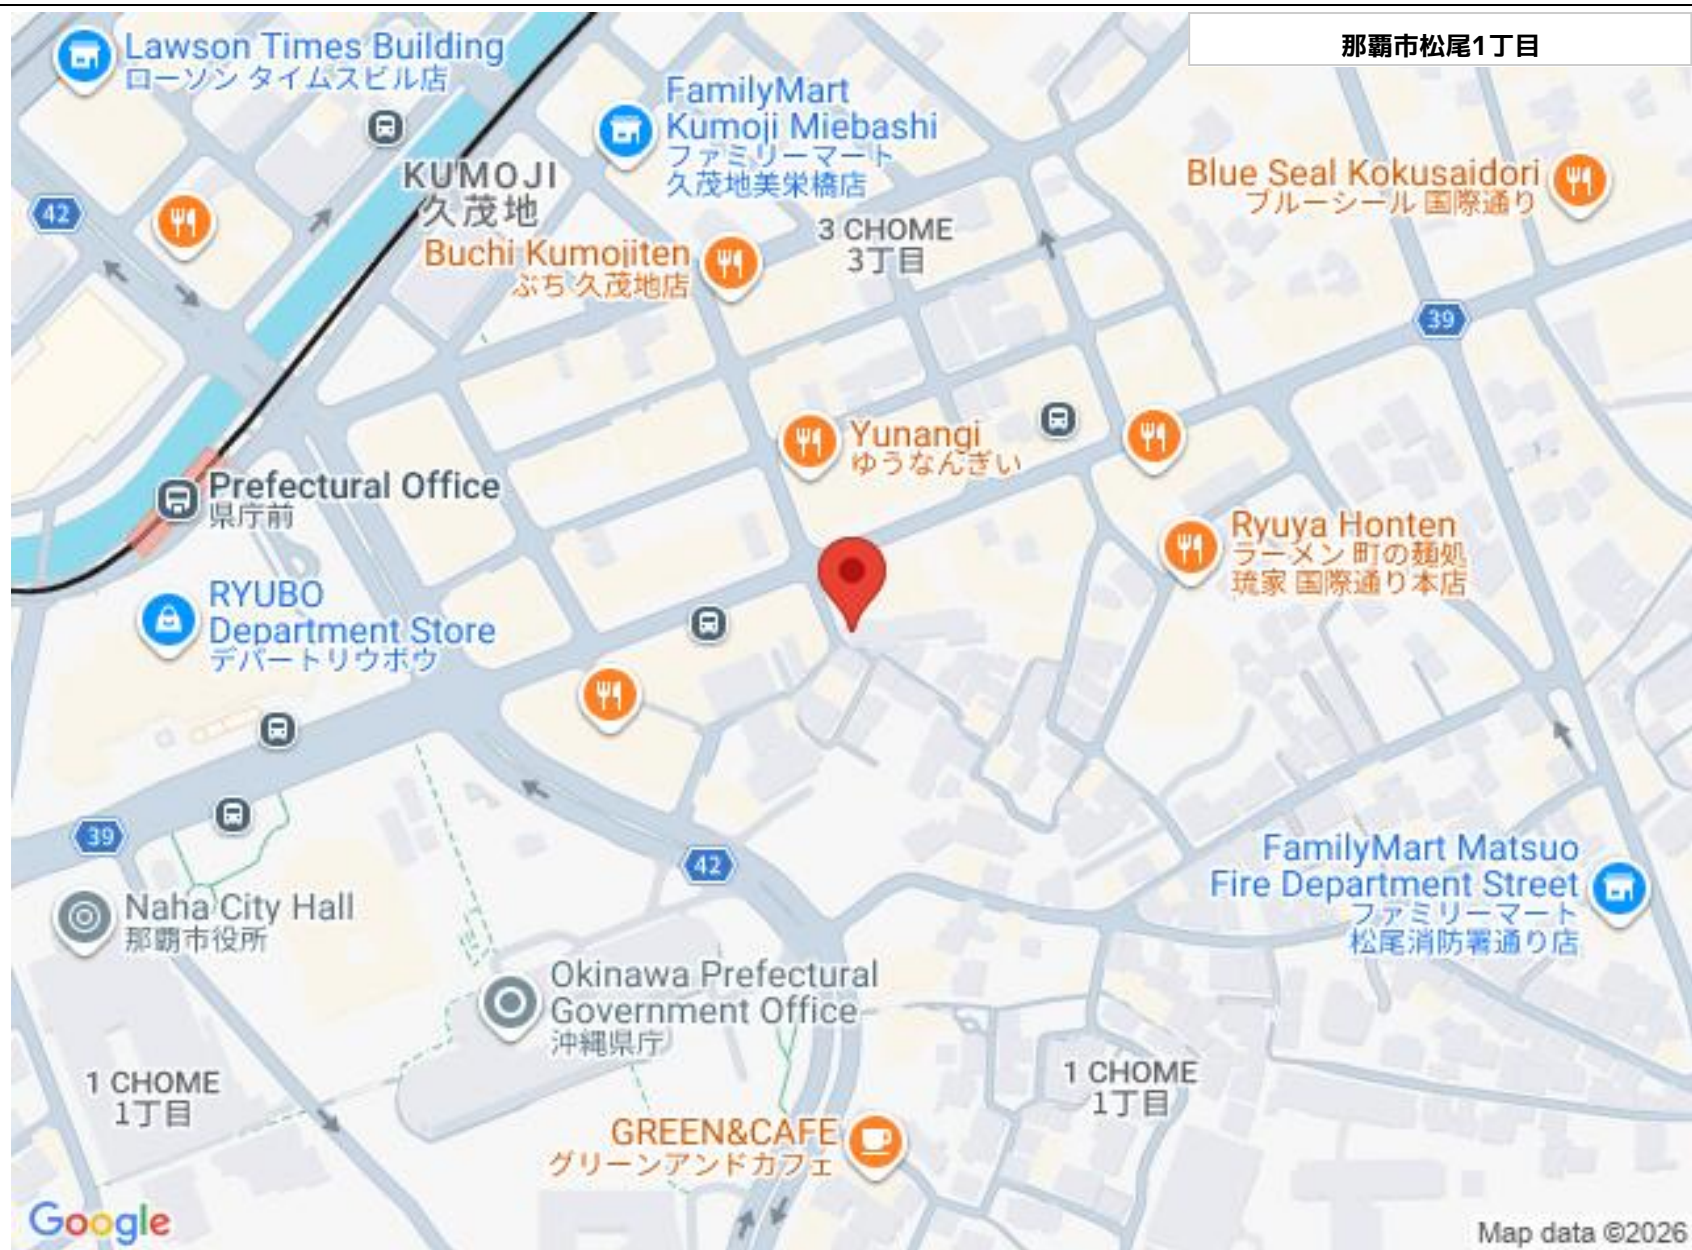 那覇市松尾1丁目
Lawson Times Building
ローソン タイムスビル店
FamilyMart
Kumoji Miebashi
ファミリーマート
久茂地美栄橋店
KUMOJI
久茂地
Blue Seal Kokusaidori
ブルーシール 国際通り
42
3 CHOME
3丁目
Buchi Kumojiten
ぶち 久茂地店
39
Yunangi
ゆうなんぎい
Prefectural Office
県庁前
Ryuya Honten
ラーメン 町の麺処
琉家 国際通り本店
RYUBO
Department Store
デパートリウボウ
39
42
FamilyMart Matsuo
Fire Department Street
ファミリーマート
松尾消防署通り店
Naha City Hall
那覇市役所
Okinawa Prefectural
Government Office
沖縄県庁
1 CHOME
1丁目
1 CHOME
1丁目
GREEN&CAFE
グリーンアンドカフェ
Google
Map data ©2026